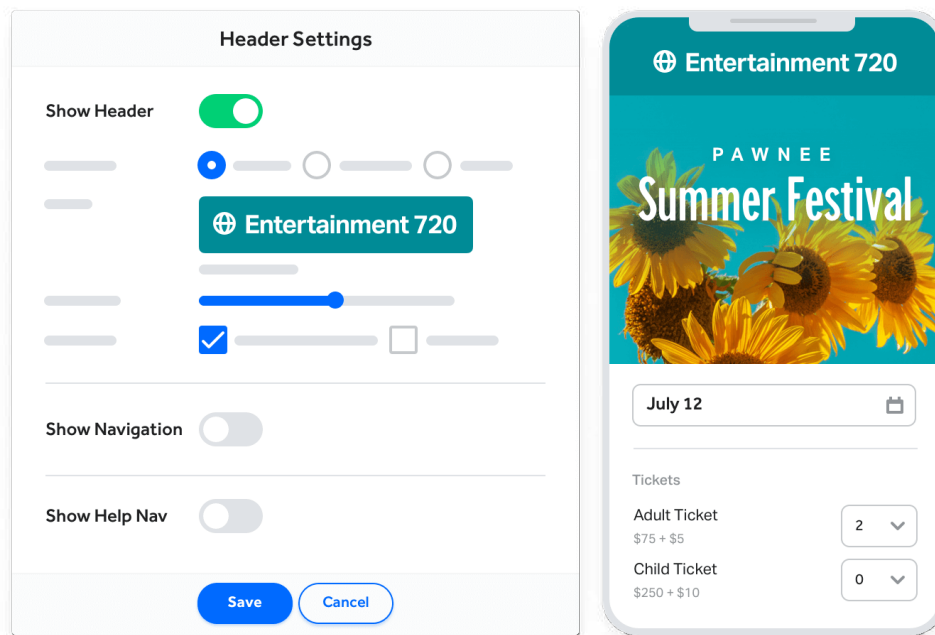 Header Settings
Show Header
Entertainment 720
Show Navigation
Show Help Nav
Save
Cancel
Entertainment 720
PAWNEE
Summer Festival
July 12
Tickets
Adult Ticket
$75 + $5
2
Child Ticket
$250 + $10
0